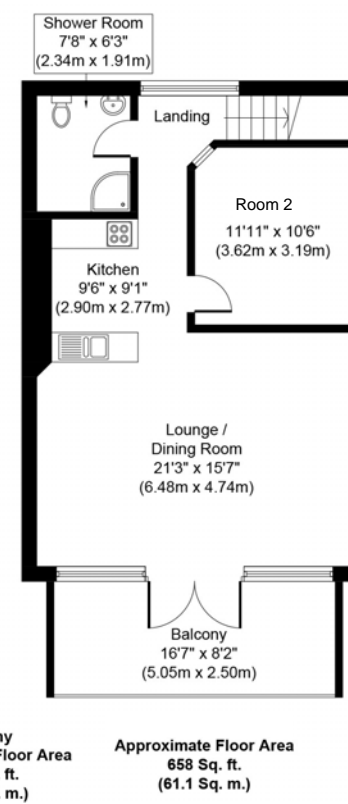 Shower Room
7'8" x 6'3"
(2.34m x 1.91m)
Landing
Room 2
11'11" x 10'6"
(3.62m x 3.19m)
Kitchen
9'6" x 9'1"
(2.90m x 2.77m)
Lounge /
Dining Room
21'3" x 15'7"
(6.48m x 4.74m)
Balcony
16'7" x 8'2"
(5.05m x 2.50m)
ny
Floor Area
. ft.
. m.)
Approximate Floor Area
658 Sq. ft.
(61.1 Sq. m.)